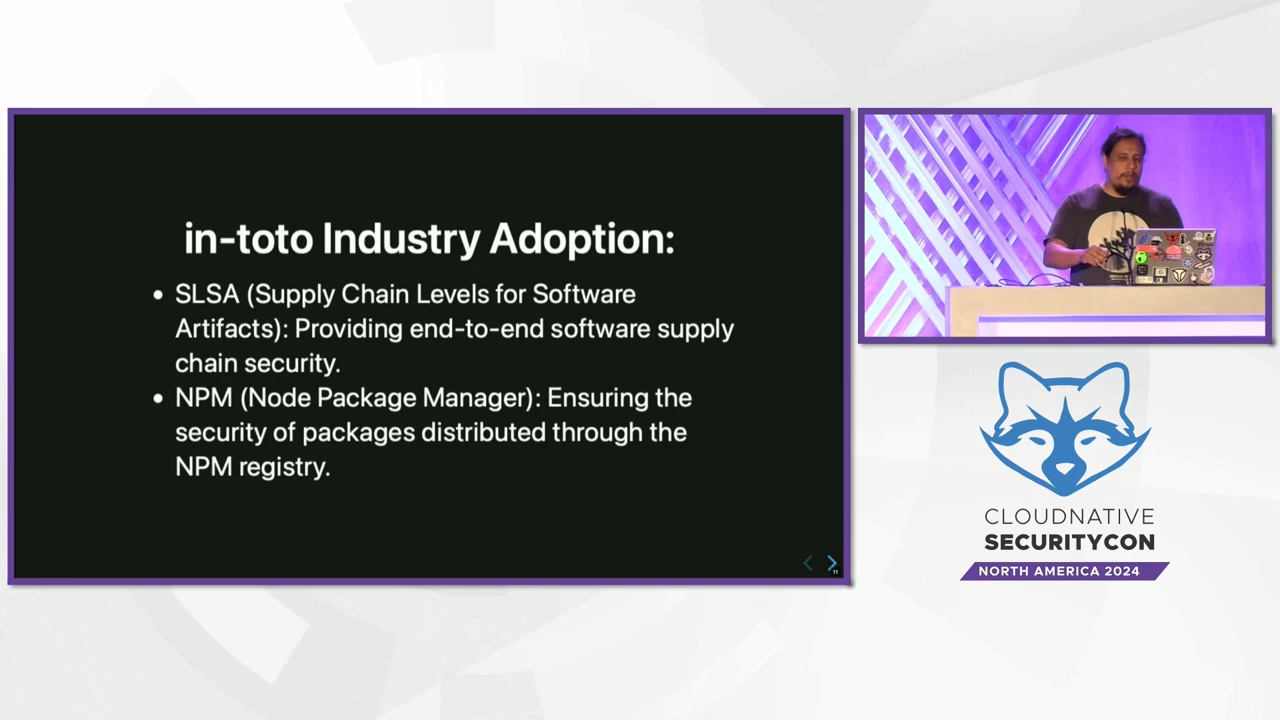 in-toto Industry Adoption:
• SLSA (Supply Chain Levels for Software
Artifacts): Providing end-to-end software supply
chain security.
• NPM (Node Package Manager): Ensuring the
security of packages distributed through the
NPM registry.
11
CLOUDNATIVE
SECURITYCON
NORTH AMERICA 2024